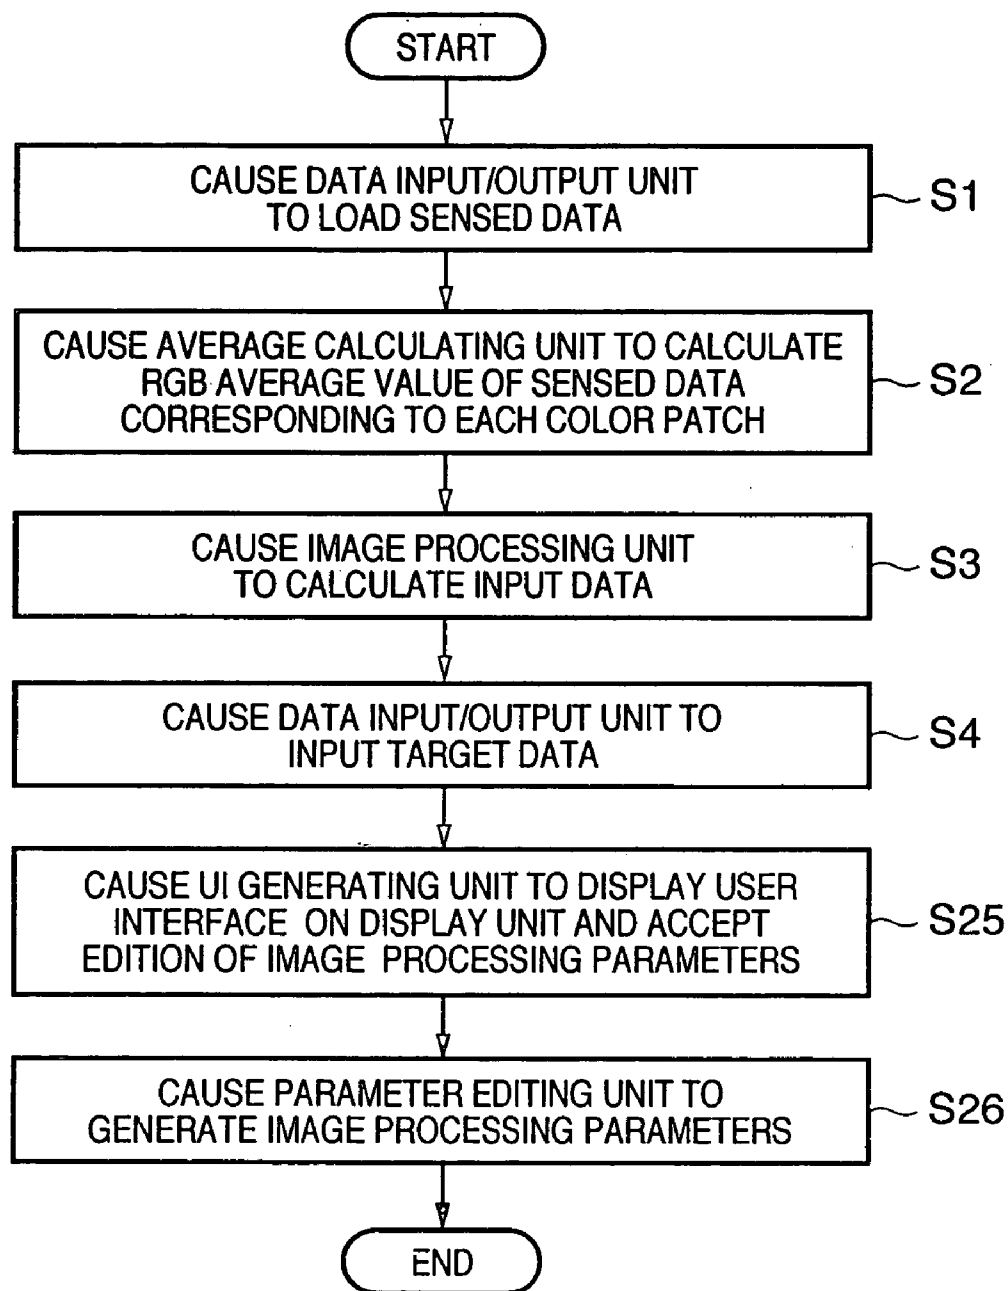 START
CAUSE DATA INPUT/OUTPUT UNIT
TO LOAD SENSED DATA
S1
CAUSE AVERAGE CALCULATING UNIT TO CALCULATE
RGB AVERAGE VALUE OF SENSED DATA
CORRESPONDING TO EACH COLOR PATCH
S2
CAUSE IMAGE PROCESSING UNIT
TO CALCULATE INPUT DATA
S3
CAUSE DATA INPUT/OUTPUT UNIT TO
INPUT TARGET DATA
S4
CAUSE UI GENERATING UNIT TO DISPLAY USER
INTERFACE ON DISPLAY UNIT AND ACCEPT
EDITION OF IMAGE PROCESSING PARAMETERS
S25
CAUSE PARAMETER EDITING UNIT TO
GENERATE IMAGE PROCESSING PARAMETERS
S26
END